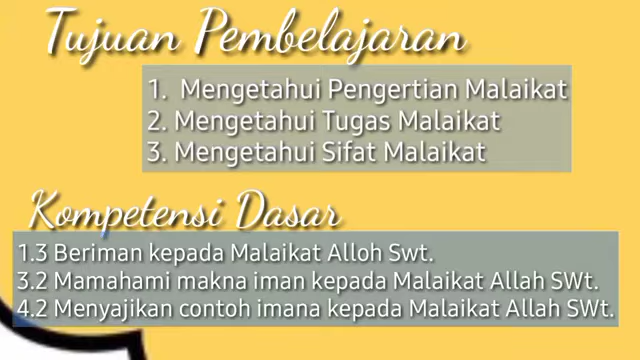 Tujuan Pembelajaran
1. Mengetahui Pengertian Malaikat
2. Mengetahui Tugas Malaikat
3. Mengetahui Sifat Malaikat
Kompetensi Dasar
1.3 Beriman kepada Malaikat Alloh Swt.
3.2 Mamahami makna iman kepada Malaikat Allah SWt.
4.2 Menyajikan contoh imana kepada Malaikat Allah SWt.